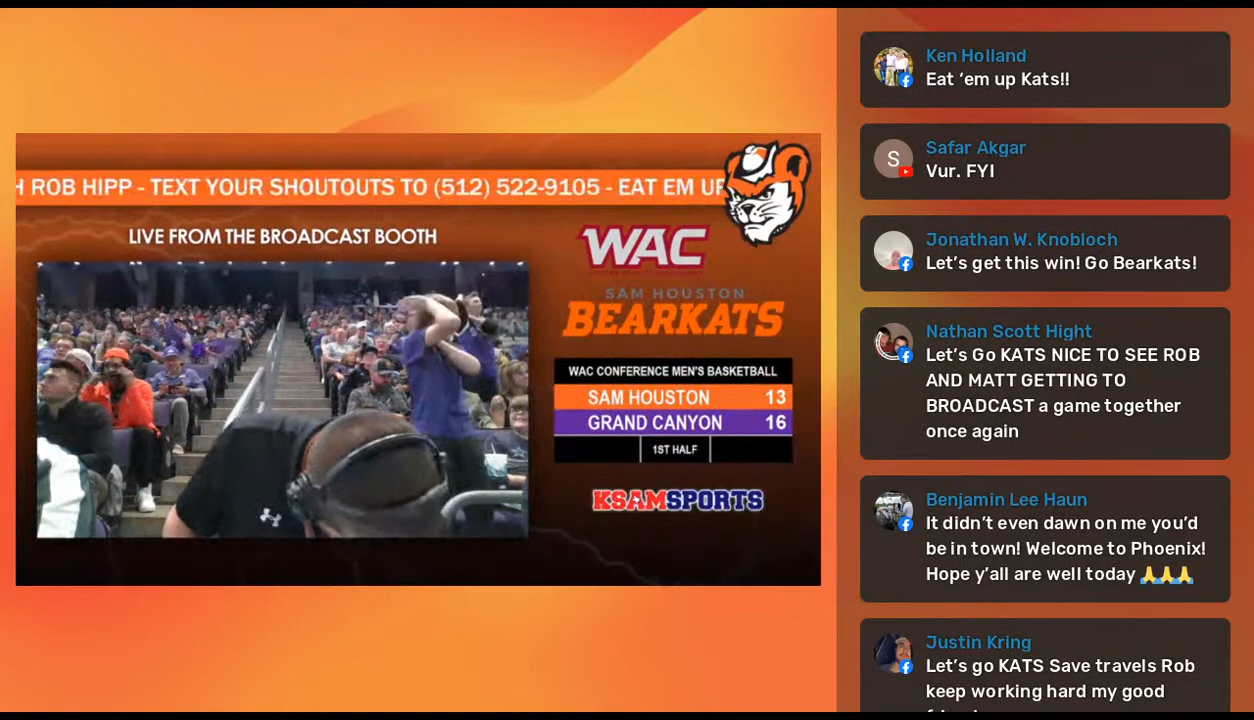 H ROB HIPP - TEXT YOUR SHOUTOUTS TO (512) 522-9105 - EAT EM UP
LIVE FROM THE BROADCAST BOOTH
WAC
SAM HOUSTON
BEARKATS
WAC CONFERENCE MEN'S BASKETBALL
SAM HOUSTON 13
GRAND CANYON 16
1ST HALF
KSAMSPORTS
Ken Holland
Eat ‘em up Kats!!
S
Safar Akgar
Vur. FYI
Jonathan W. Knobloch
Let’s get this win! Go Bearkats!
Nathan Scott Hight
Let’s Go KATS NICE TO SEE ROB
AND MATT GETTING TO
BROADCAST a game together
once again
Benjamin Lee Haun
It didn’t even dawn on me you’d
be in town! Welcome to Phoenix!
Hope y’all are well today 🙏🙏🙏
Justin Kring
Let’s go KATS Save travels Rob
keep working hard my good